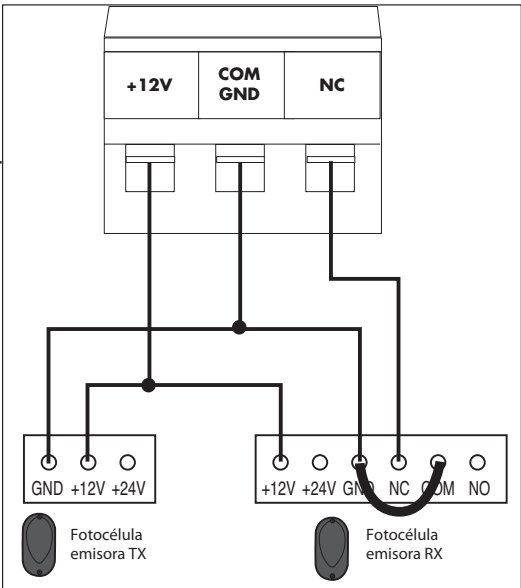 +12V
COM
GND
NC
GND +12V +24V
+12V +24V GND NC COM NO
Fotocélula
emisora TX
Fotocélula
emisora RX